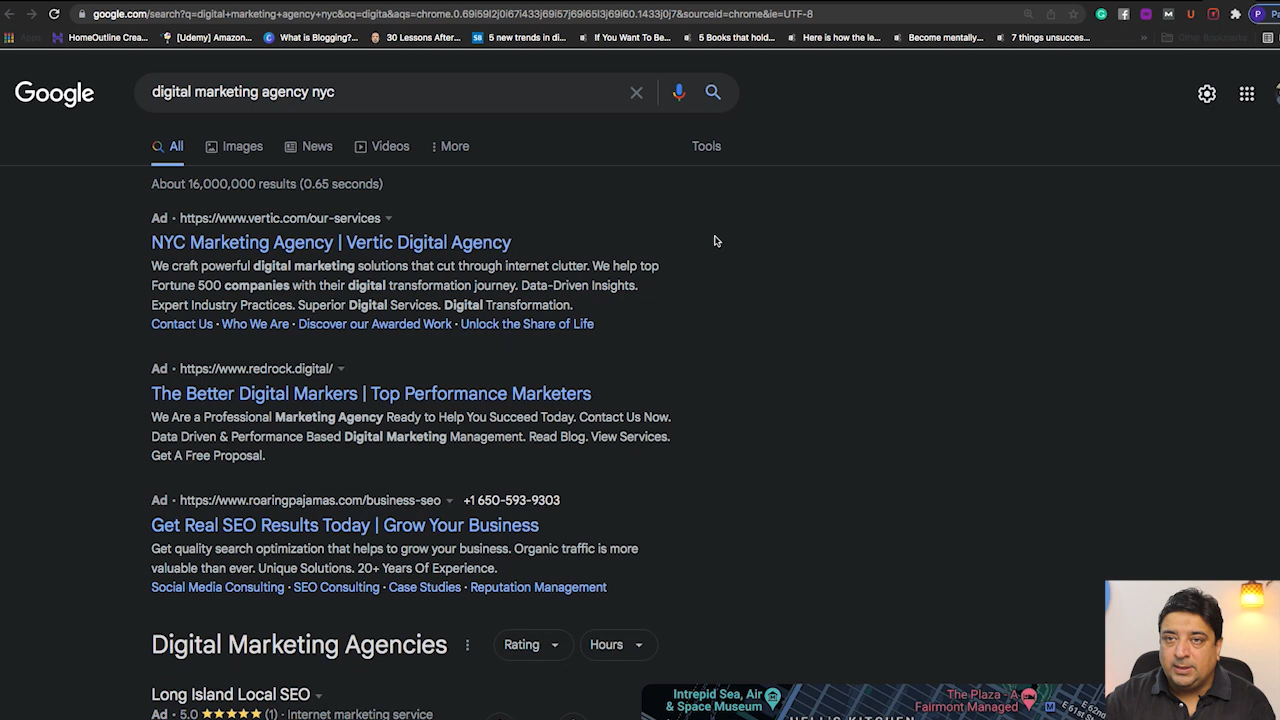 google.com/search?q=digital+marketing+agency+nyc&oq=digita&aqs=chrome.0.69i59l2j0i67i433j69i57j69i65l3j69i60.1433j0j7&sourceid=chrome&ie=UTF-8
Apps HomeOutline Crea... [Udemy] Amazon... What is Blogging?... 30 Lessons After... 5 new trends in di... If You Want To Be... 5 Books that hold... Here is how the le... Become mentally... 7 things unsucces... » Other Bookmarks
Google
digital marketing agency nyc
All Images News Videos More Tools
About 16,000,000 results (0.65 seconds)
Ad · https://www.vertic.com/our-services
NYC Marketing Agency | Vertic Digital Agency
We craft powerful digital marketing solutions that cut through internet clutter. We help top
Fortune 500 companies with their digital transformation journey. Data-Driven Insights.
Expert Industry Practices. Superior Digital Services. Digital Transformation.
Contact Us · Who We Are · Discover our Awarded Work · Unlock the Share of Life
Ad · https://www.redrock.digital/
The Better Digital Markers | Top Performance Marketers
We Are a Professional Marketing Agency Ready to Help You Succeed Today. Contact Us Now.
Data Driven & Performance Based Digital Marketing Management. Read Blog. View Services.
Get A Free Proposal.
Ad · https://www.roaringpajamas.com/business-seo +1 650-593-9303
Get Real SEO Results Today | Grow Your Business
Get quality search optimization that helps to grow your business. Organic traffic is more
valuable than ever. Unique Solutions. 20+ Years Of Experience.
Social Media Consulting · SEO Consulting · Case Studies · Reputation Management
Digital Marketing Agencies Rating Hours
Long Island Local SEO
Ad · 5.0 (1) · Internet marketing service
Intrepid Sea, Air
& Space Museum
The Plaza - A
Fairmont Managed
HELL'S KITCHEN
E 61st St
E 62nd